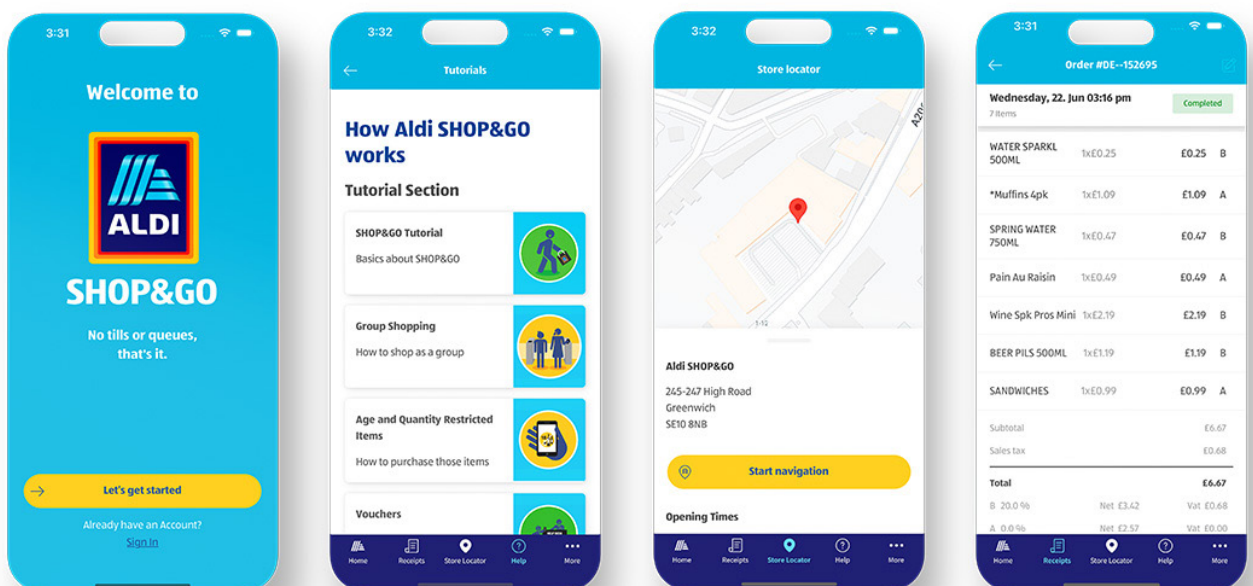 3:31
Welcome to
ALDI
SHOP&GO
No tills or queues,
that's it.
Let's get started
Already have an Account?
Sign In
3:32
Tutorials
How Aldi SHOP&GO
works
Tutorial Section
SHOP&GO Tutorial
Basics about SHOP&GO
Group Shopping
How to shop as a group
Age and Quantity Restricted
Items
How to purchase those items
Vouchers
Home Receipts Store Locator Help More
3:32
Store locator
A206
1-12
Aldi SHOP&GO
245-247 High Road
Greenwich
SE10 8NB
Start navigation
Opening Times
Home Receipts Store Locator Help More
3:31
Order #DE--152695
Wednesday, 22. Jun 03:16 pm Completed
7 Items
WATER SPARKL
500ML 1x£0.25 £0.25 B
*Muffins 4pk 1x£1.09 £1.09 A
SPRING WATER
750ML 1x£0.47 £0.47 B
Pain Au Raisin 1x£0.49 £0.49 A
Wine Spk Pros Mini 1x£2.19 £2.19 B
BEER PILS 500ML 1x£1.19 £1.19 B
SANDWICHES 1x£0.99 £0.99 A
Subtotal £6.67
Sales tax £0.68
Total £6.67
B 20.0 % Net £3.42 Vat £0.68
A 0.0 % Net £2.57 Vat £0.00
Home Receipts Store Locator Help More